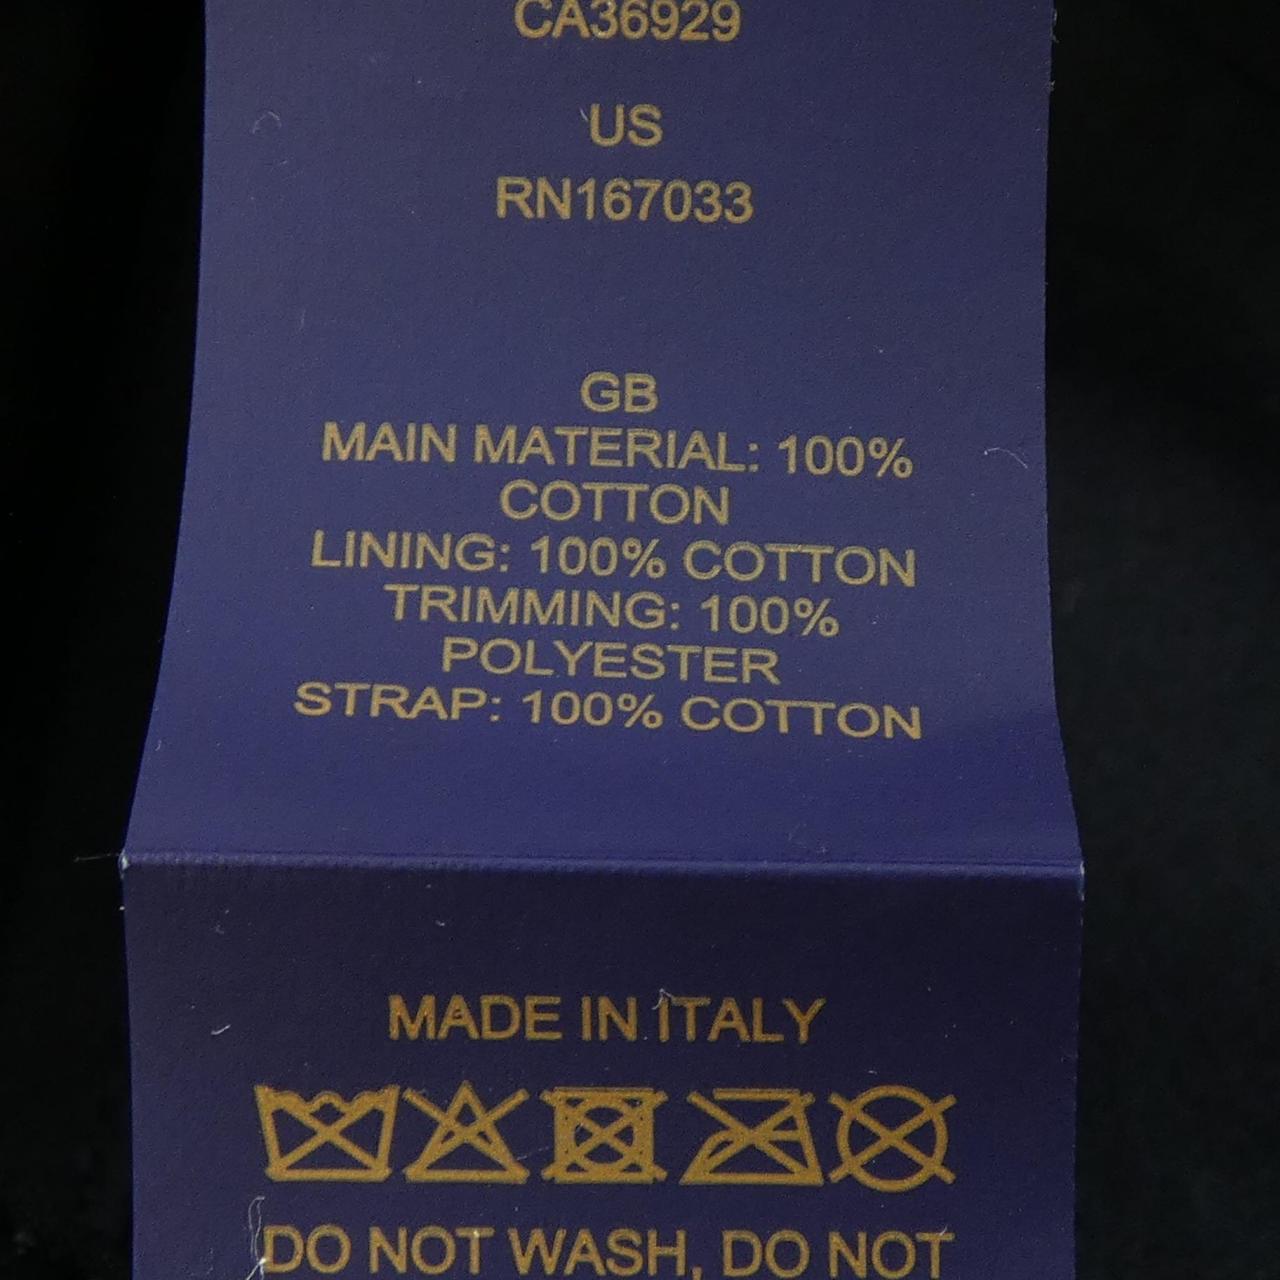 CA36929
US
RN167033
GB
MAIN MATERIAL: 100%
COTTON
LINING: 100% COTTON
TRIMMING: 100%
POLYESTER
STRAP: 100% COTTON
MADE IN ITALY
DO NOT WASH, DO NOT